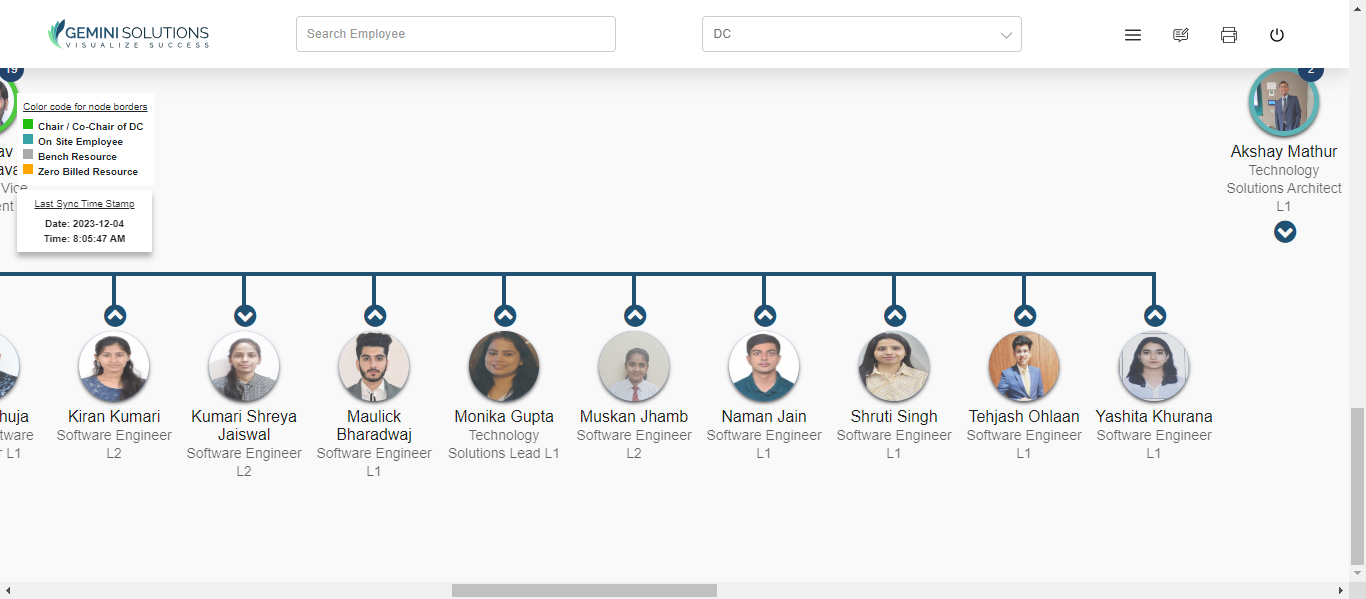 GEMINI SOLUTIONS
VISUALIZE SUCCESS
Search Employee
DC
19
2
Color code for node borders
Chair / Co-Chair of DC
On Site Employee
Bench Resource
Zero Billed Resource
Last Sync Time Stamp
Date: 2023-12-04
Time: 8:05:47 AM
av
ava
Vice
ent
Akshay Mathur
Technology
Solutions Architect
L1
huja
tware
r L1
Kiran Kumari
Software Engineer
L2
Kumari Shreya
Jaiswal
Software Engineer
L2
Maulick
Bharadwaj
Software Engineer
L1
Monika Gupta
Technology
Solutions Lead L1
Muskan Jhamb
Software Engineer
L2
Naman Jain
Software Engineer
L1
Shruti Singh
Software Engineer
L1
Tehjash Ohlaan
Software Engineer
L1
Yashita Khurana
Software Engineer
L1